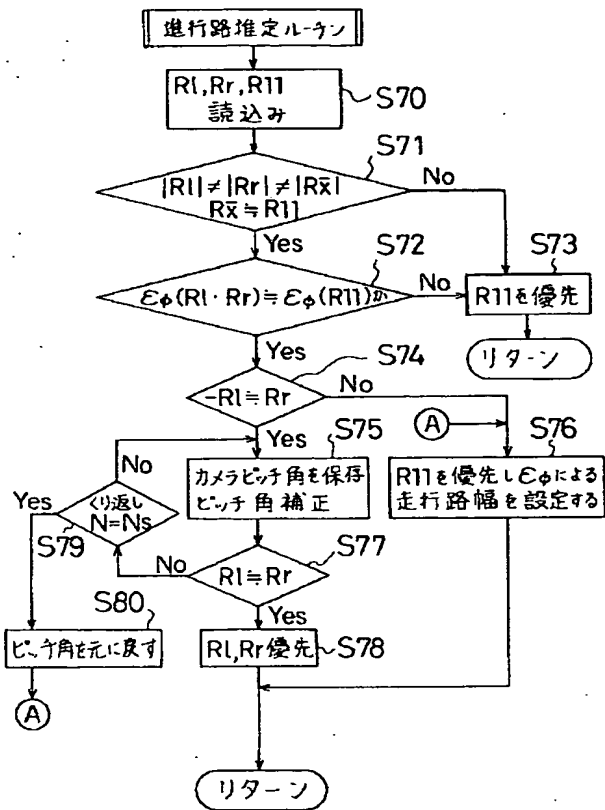 進行路推定ルーチン
Rl,Rr,R11
読込み
S70
S71
|Rl|≠|Rr|≠|Rx̄|
Rx̄≒R11
No
Yes
S72
S73
εφ(Rl・Rr)≒εφ(R11)か
No
R11を優先
Yes
リターン
S74
-Rl≒Rr
No
A
Yes
S75
S76
No
カメラピッチ角を保存
ピッチ角補正
R11を優先しεφによる
走行路幅を設定する
Yes
くり返し
N=Ns
S79
No
S77
Rl≒Rr
S80
Yes
ピッチ角を元に戻す
Rl,Rr優先
S78
A
リターン